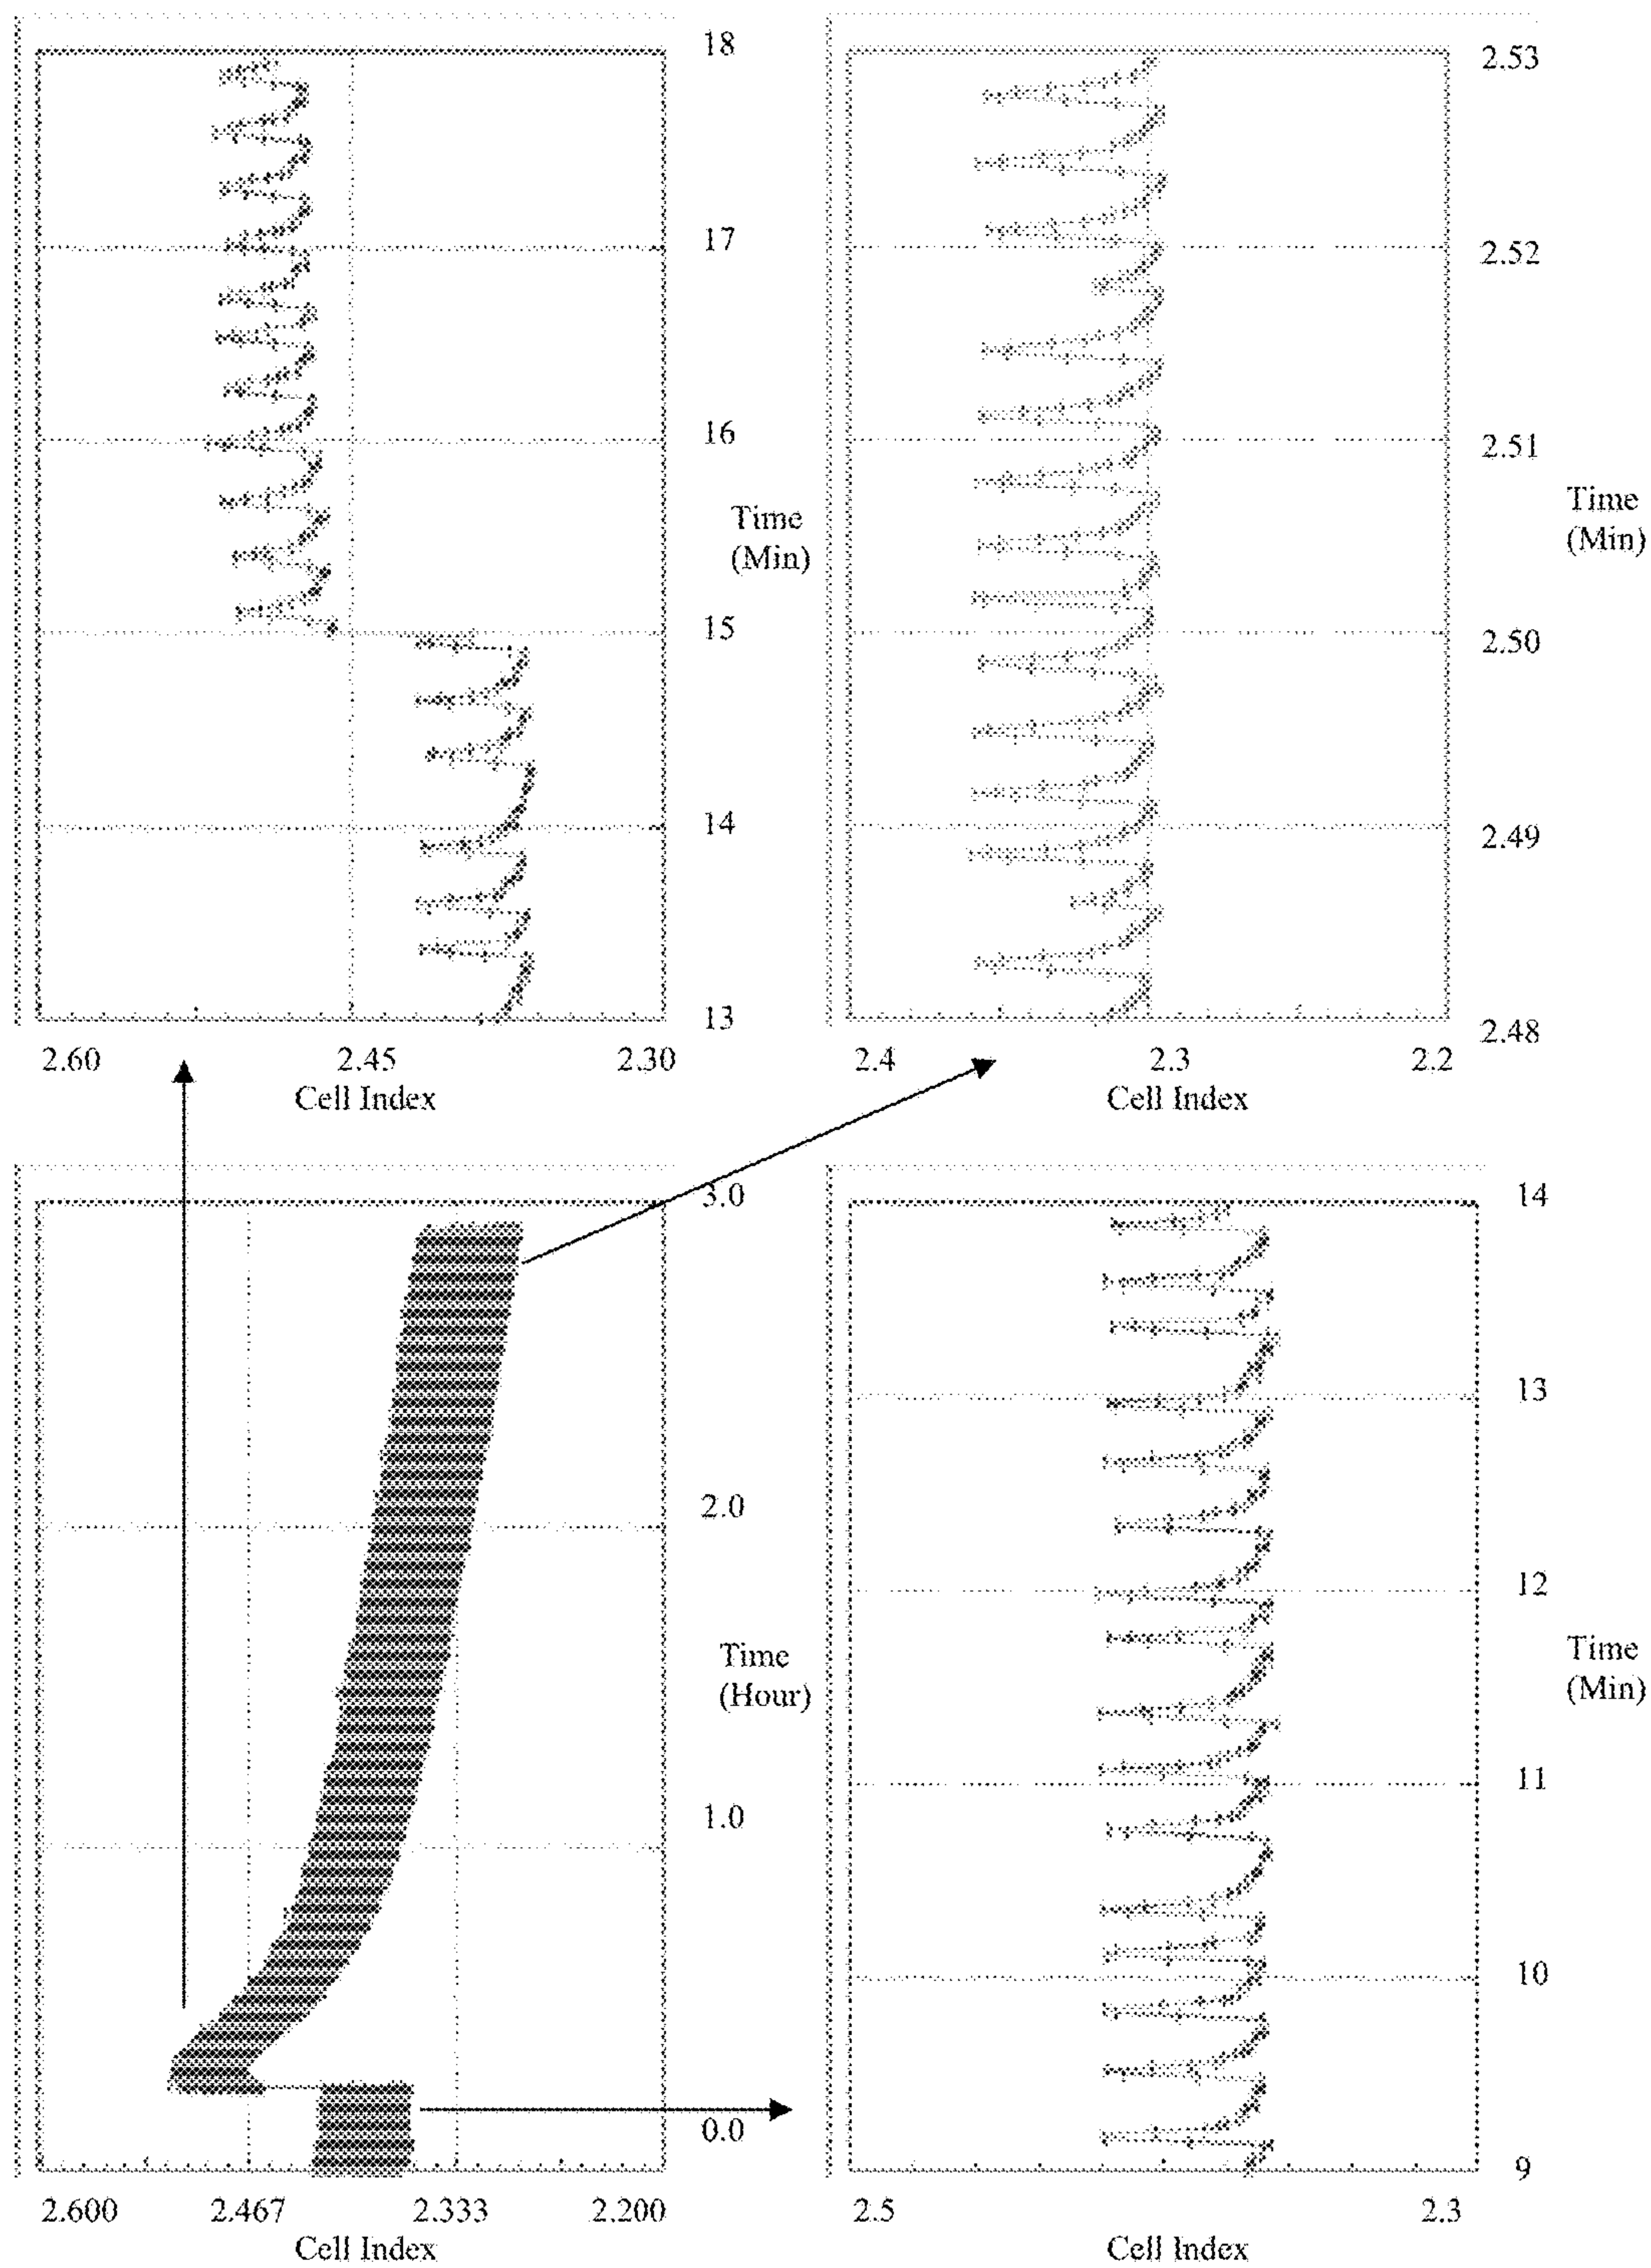 18
17
16
Time
(Min)
15
14
13
2.60 2.45 2.30
Cell Index
2.53
2.52
2.51
Time
(Min)
2.50
2.49
2.48
2.4 2.3 2.2
Cell Index
3.0
2.0
Time
(Hour)
1.0
0.0
2.600 2.467 2.333 2.200
Cell Index
14
13
12
Time
(Min)
11
10
9
2.5 2.3
Cell Index